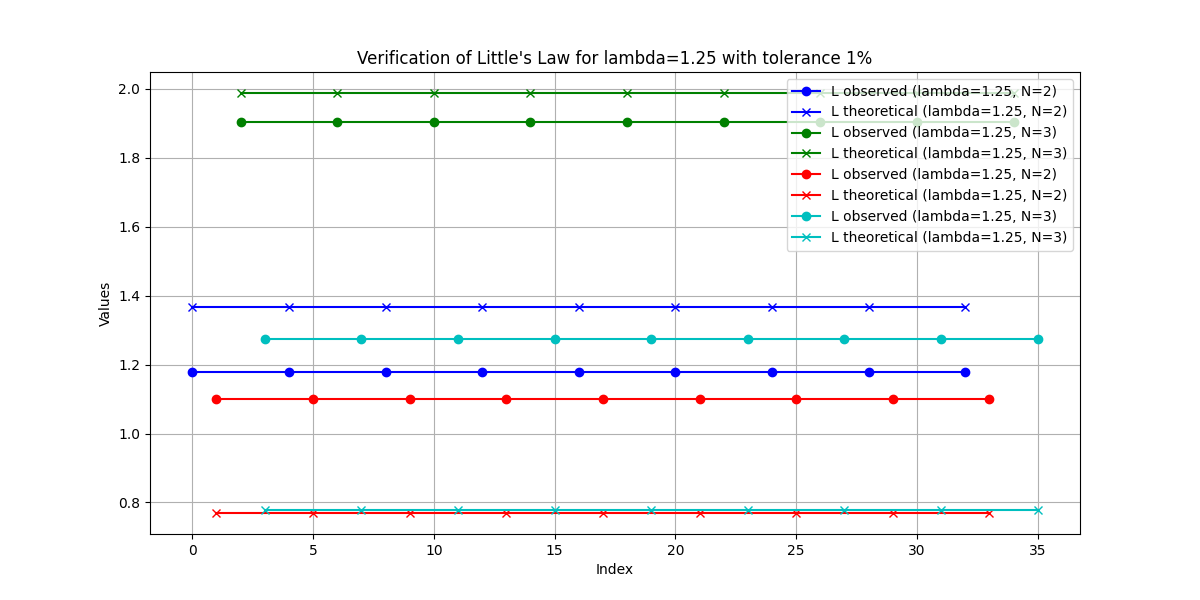 Verification of Little's Law for lambda=1.25 with tolerance 1%
2.0
1.8
1.6
1.4
1.2
1.0
0.8
Values
L observed (lambda=1.25, N=2)
L theoretical (lambda=1.25, N=2)
L observed (lambda=1.25, N=3)
L theoretical (lambda=1.25, N=3)
L observed (lambda=1.25, N=2)
L theoretical (lambda=1.25, N=2)
L observed (lambda=1.25, N=3)
L theoretical (lambda=1.25, N=3)
0 5 10 15 20 25 30 35
Index